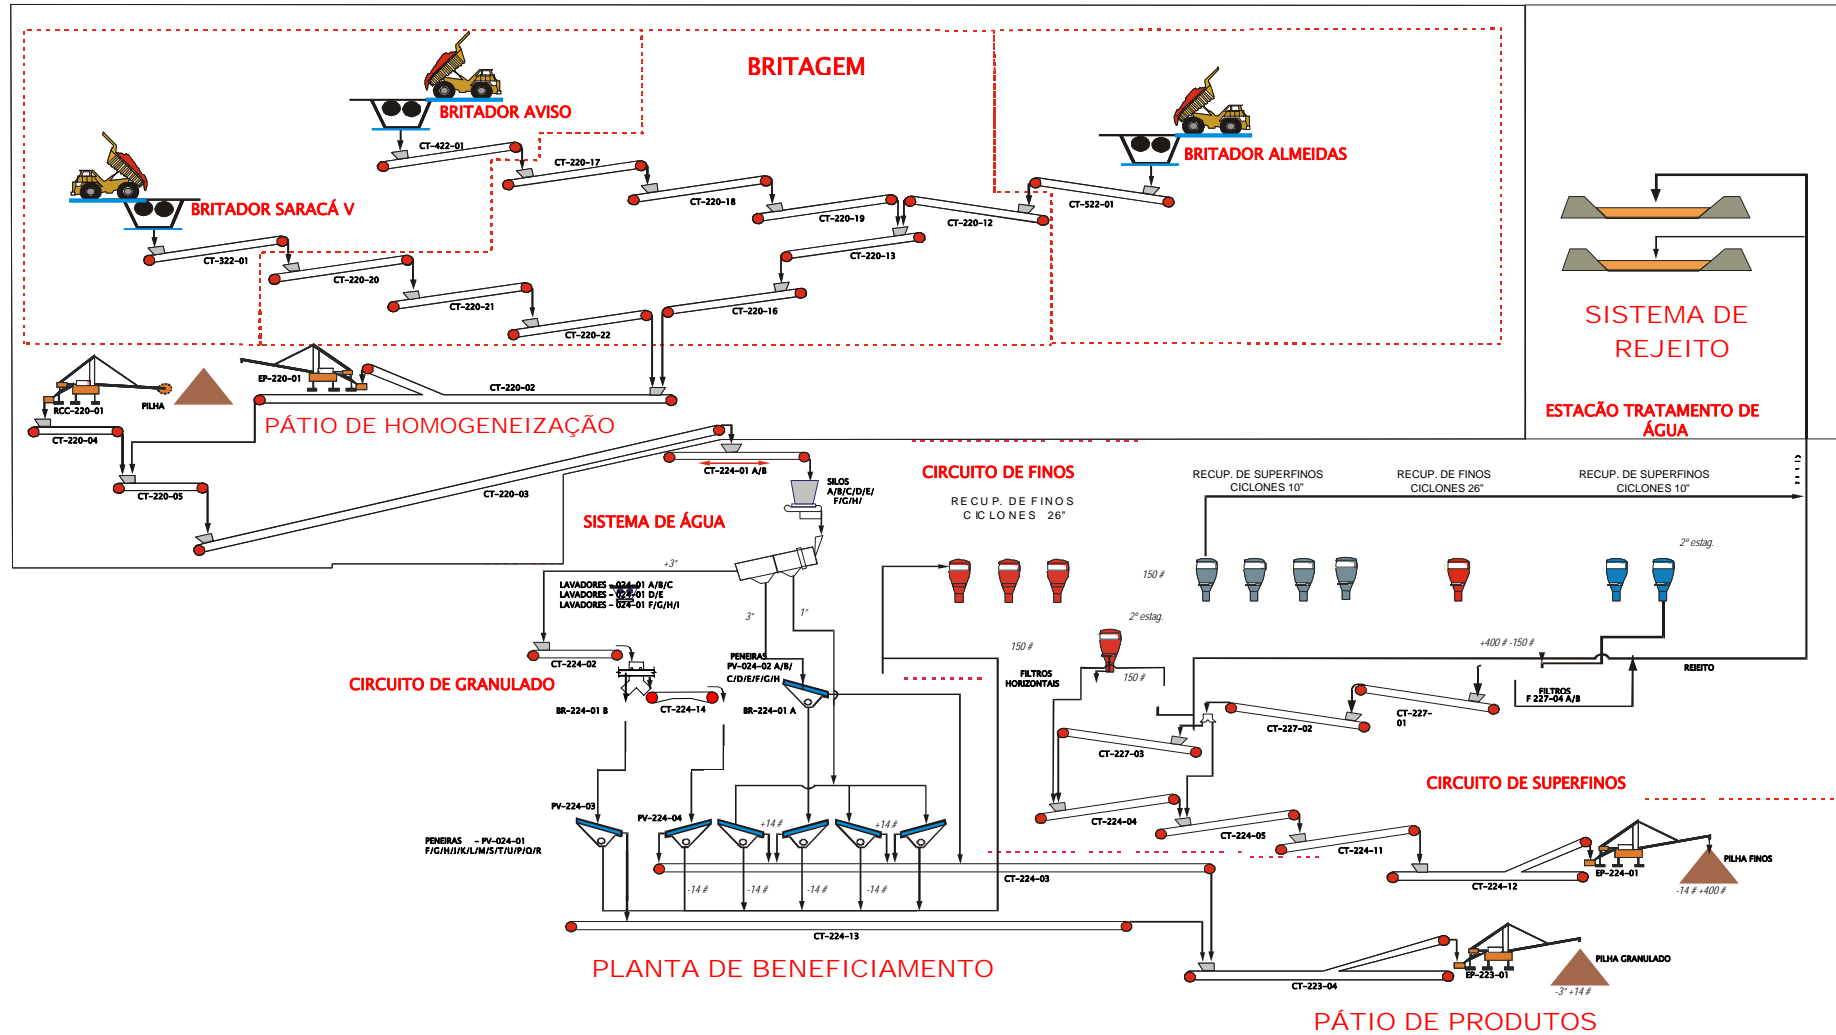 BRITAGEM
BRITADOR AVISO
CT-422-01
CT-220-17
BRITADOR ALMEIDAS
CT-220-18
CT-522-01
BRITADOR SARACÁ V
CT-220-19
CT-220-12
CT-322-01
CT-220-13
CT-220-20
CT-220-21
CT-220-16
CT-220-22
SISTEMA DE
REJEITO
EP-220-01
CT-220-02
RCC-220-01
PILHA
PÁTIO DE HOMOGENEIZAÇÃO
CT-220-04
ESTACÃO TRATAMENTO DE
ÁGUA
CT-220-05
CT-220-03
CT-224-01 A/B
SILOS
A/B/C/D/E/
F/G/H/
CIRCUITO DE FINOS
RECUP. DE FINOS
CICLONES 26"
RECUP. DE SUPERFINOS
CICLONES 10"
RECUP. DE FINOS
CICLONES 26"
RECUP. DE SUPERFINOS
CICLONES 10"
SISTEMA DE ÁGUA
2º estag.
+3"
LAVADORES - 024-01 A/B/C
LAVADORES - 024-01 D/E
LAVADORES - 024-01 F/G/H/I
150 #
3"
1"
2º estag.
150 #
+400 # -150 #
CT-224-02
PENEIRAS
PV-024-02 A/B/
C/D/E/F/G/H
FILTROS
HORIZONTAIS
150 #
REJEITO
CIRCUITO DE GRANULADO
BR-224-01 B
CT-224-14
BR-224-01 A
FILTROS
F 227-04 A/B
CT-227-
01
CT-227-02
CT-227-03
CIRCUITO DE SUPERFINOS
PV-224-03
PV-224-04
+14 #
+14 #
CT-224-04
CT-224-05
PENEIRAS - PV-024-01
F/G/H/J/K/L/M/S/T/U/P/Q/R
CT-224-11
CT-224-03
-14 #
-14 #
-14 #
-14 #
CT-224-12
EP-224-01
PILHA FINOS
-14 # +400 #
CT-224-13
PLANTA DE BENEFICIAMENTO
CT-223-04
EP-223-01
PILHA GRANULADO
-3" +14 #
PÁTIO DE PRODUTOS